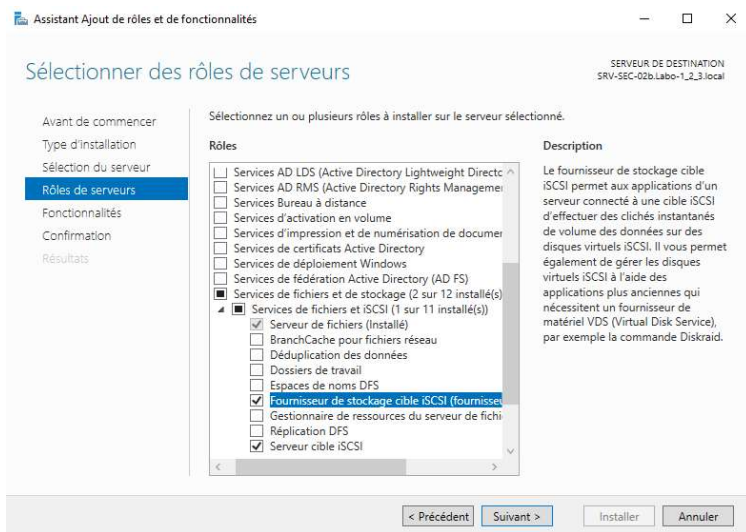 Assistant Ajout de rôles et de fonctionnalités
Sélectionner des rôles de serveurs
SERVEUR DE DESTINATION
SRV-SEC-02b.Labo-1_2_3.local
Avant de commencer
Type d'installation
Sélection du serveur
Rôles de serveurs
Fonctionnalités
Confirmation
Résultats
Sélectionnez un ou plusieurs rôles à installer sur le serveur sélectionné.
Rôles
Services AD LDS (Active Directory Lightweight Directc
Services AD RMS (Active Directory Rights Managemer
Services Bureau à distance
Services d'activation en volume
Services d'impression et de numérisation de documer
Services de certificats Active Directory
Services de déploiement Windows
Services de fédération Active Directory (AD FS)
Services de fichiers et de stockage (2 sur 12 installé(s)
Services de fichiers et iSCSI (1 sur 11 installé(s))
Serveur de fichiers (Installé)
BranchCache pour fichiers réseau
Déduplication des données
Dossiers de travail
Espaces de noms DFS
Fournisseur de stockage cible iSCSI (fournisseu
Gestionnaire de ressources du serveur de fichi
Réplication DFS
Serveur cible iSCSI
Description
Le fournisseur de stockage cible
iSCSI permet aux applications d'un
serveur connecté à une cible iSCSI
d'effectuer des clichés instantanés
de volume des données sur des
disques virtuels iSCSI. Il vous permet
également de gérer les disques
virtuels iSCSI à l'aide des
applications plus anciennes qui
nécessitent un fournisseur de
matériel VDS (Virtual Disk Service),
par exemple la commande Diskraid.
< Précédent
Suivant >
Installer
Annuler